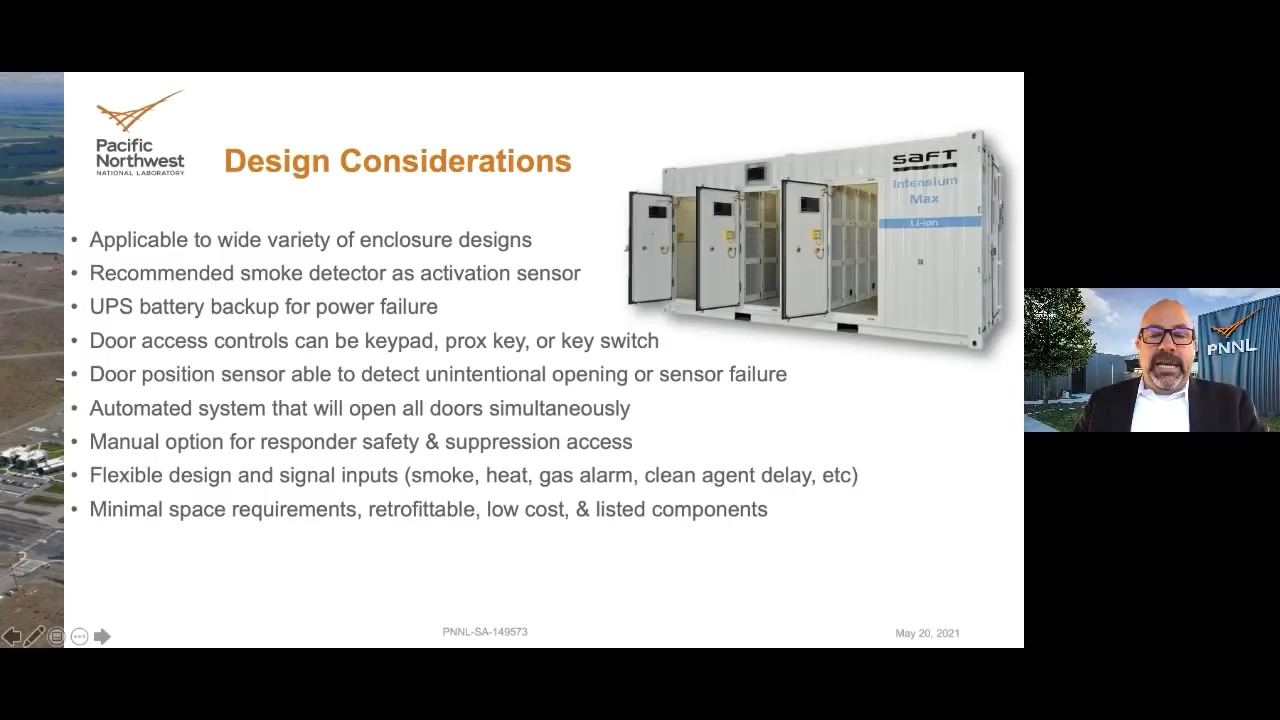 Pacific
Northwest
NATIONAL LABORATORY
Design Considerations
saft
Intensium
Max
Li-ion
• Applicable to wide variety of enclosure designs
• Recommended smoke detector as activation sensor
• UPS battery backup for power failure
• Door access controls can be keypad, prox key, or key switch
• Door position sensor able to detect unintentional opening or sensor failure
• Automated system that will open all doors simultaneously
• Manual option for responder safety & suppression access
• Flexible design and signal inputs (smoke, heat, gas alarm, clean agent delay, etc)
• Minimal space requirements, retrofittable, low cost, & listed components
PNNL
PNNL-SA-149573
May 20, 2021